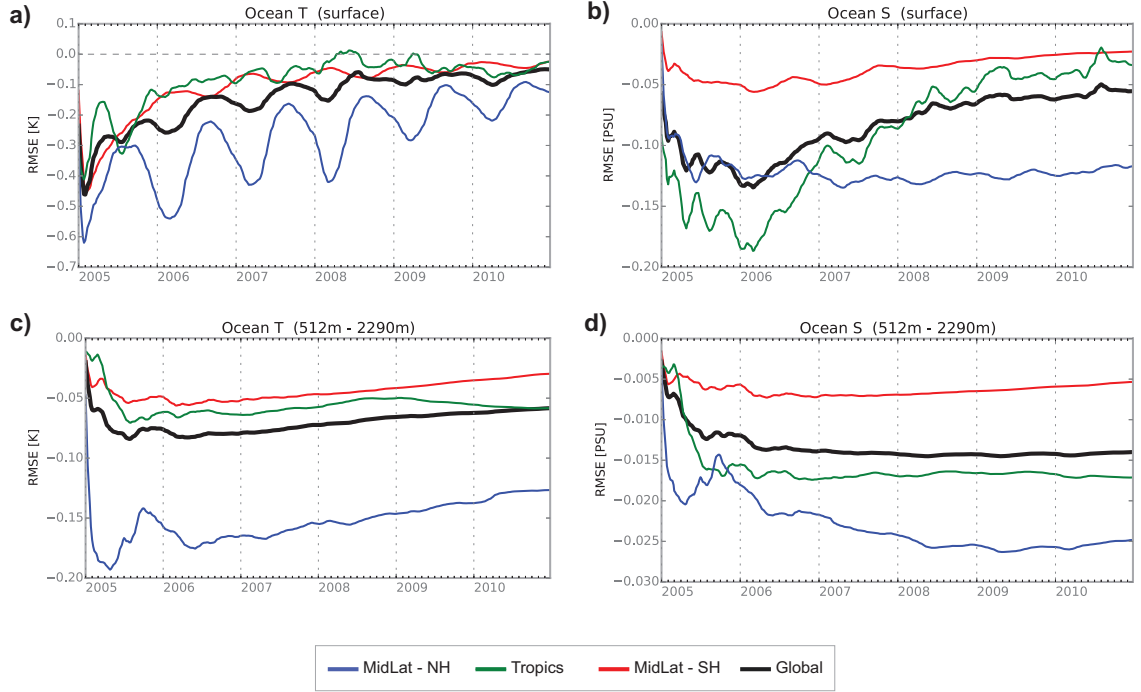 a)
Ocean T (surface)
0.1
0.0
−0.1
−0.2
−0.3
−0.4
−0.5
−0.6
−0.7
RMSE [K]
2005 2006 2007 2008 2009 2010
b)
Ocean S (surface)
0.00
−0.05
−0.10
−0.15
−0.20
RMSE [PSU]
2005 2006 2007 2008 2009 2010
c)
Ocean T (512m - 2290m)
0.00
−0.05
−0.10
−0.15
−0.20
RMSE [K]
2005 2006 2007 2008 2009 2010
d)
Ocean S (512m - 2290m)
0.000
−0.005
−0.010
−0.015
−0.020
−0.025
−0.030
RMSE [PSU]
2005 2006 2007 2008 2009 2010
MidLat - NH Tropics MidLat - SH Global